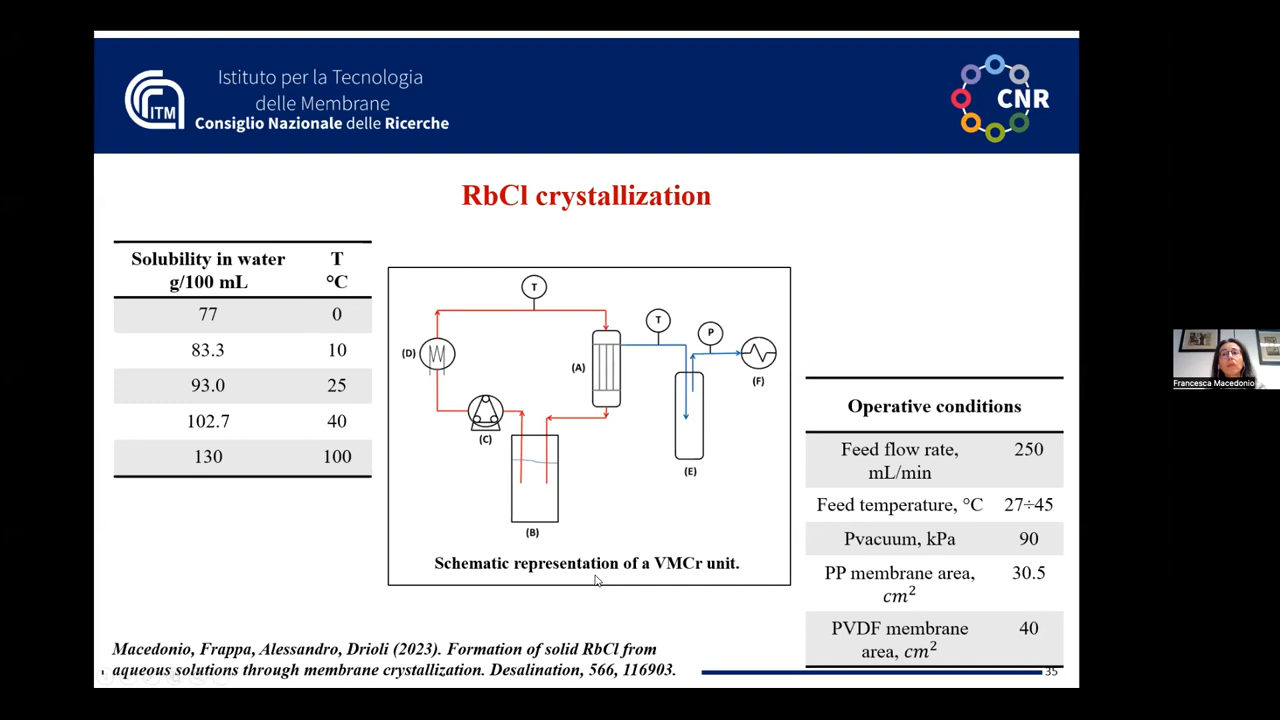 Istituto per la Tecnologia
delle Membrane
Consiglio Nazionale delle Ricerche
ITM
CNR
RbCl crystallization
Solubility in water
g/100 mL
T
°C
77 0
83.3 10
93.0 25
102.7 40
130 100
T
T
P
(D)
(A)
(F)
(C)
(E)
(B)
Schematic representation of a VMCr unit.
Operative conditions
Feed flow rate,
mL/min
250
Feed temperature, °C 27÷45
Pvacuum, kPa 90
PP membrane area,
cm²
30.5
PVDF membrane
area, cm²
40
Macedonio, Frappa, Alessandro, Drioli (2023). Formation of solid RbCl from
aqueous solutions through membrane crystallization. Desalination, 566, 116903.
35
Francesca Macedonio